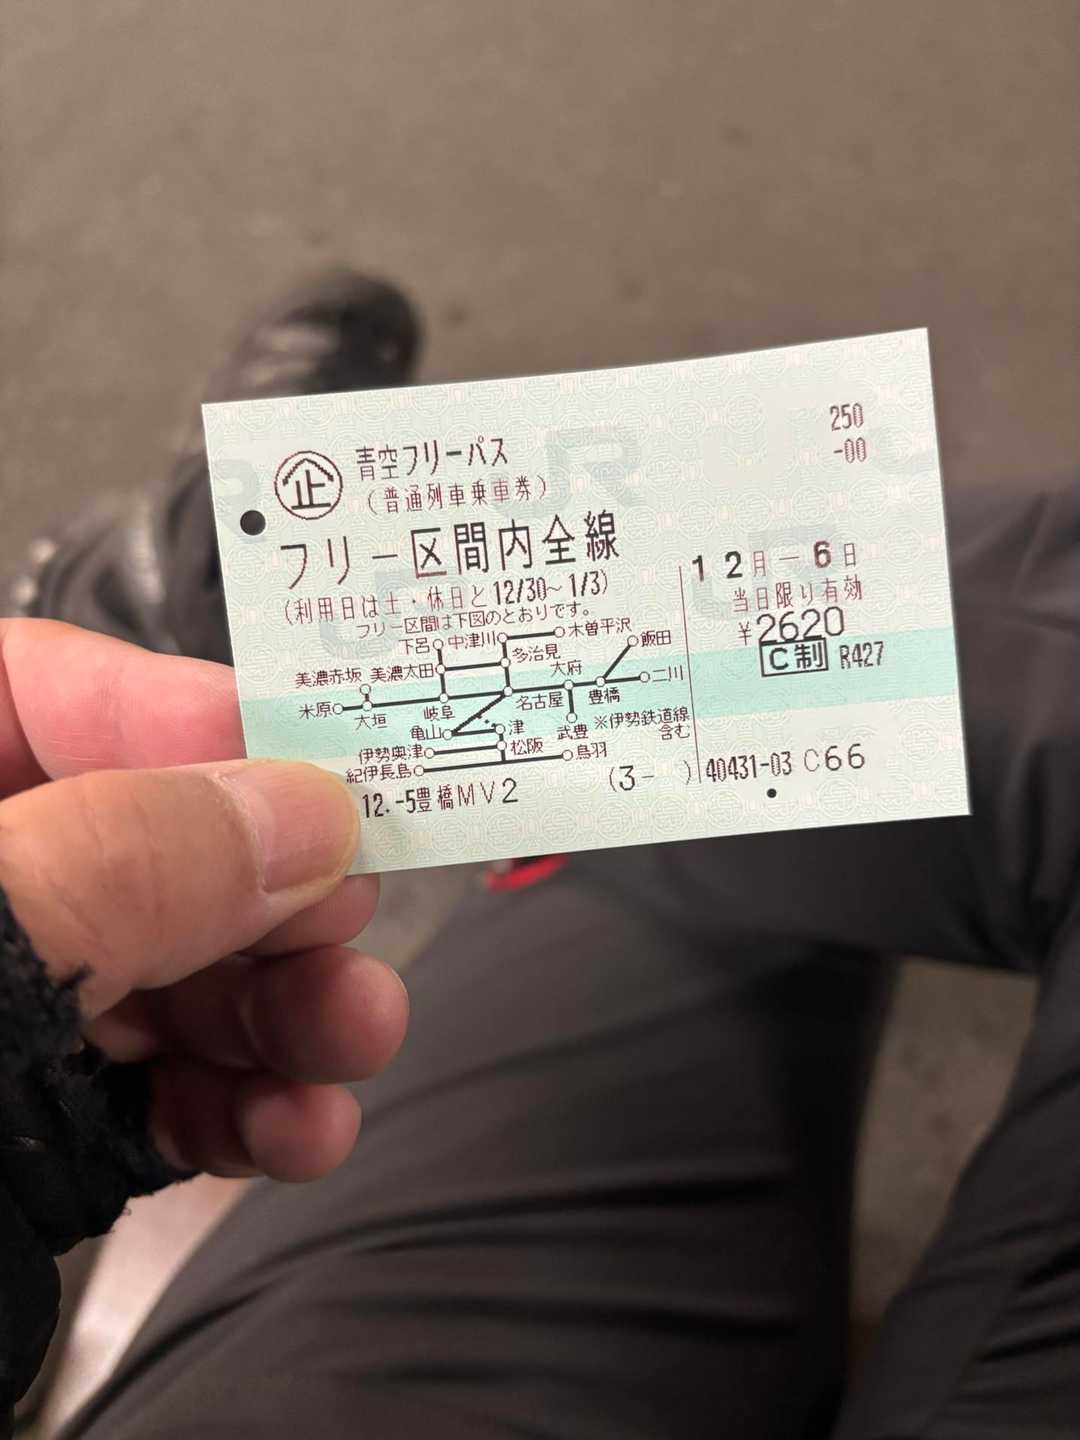 250
-00
企 青空フリーパス
(普通列車乗車券)
フリー区間内全線
(利用日は土・休日と12/30~1/3)
フリー区間は下図のとおりです。
12月-6日
当日限り有効
¥2620
C制 R427
下呂 中津川 木曽平沢
飯田
多治見
美濃赤坂 美濃太田 大府
二川
米原 大垣 岐阜 名古屋 豊橋
亀山 津 武豊 ※伊勢鉄道線
含む
伊勢奥津 松阪 鳥羽
紀伊長島
12.-5豊橋MV2 (3- ) 40431-03 C66
JR